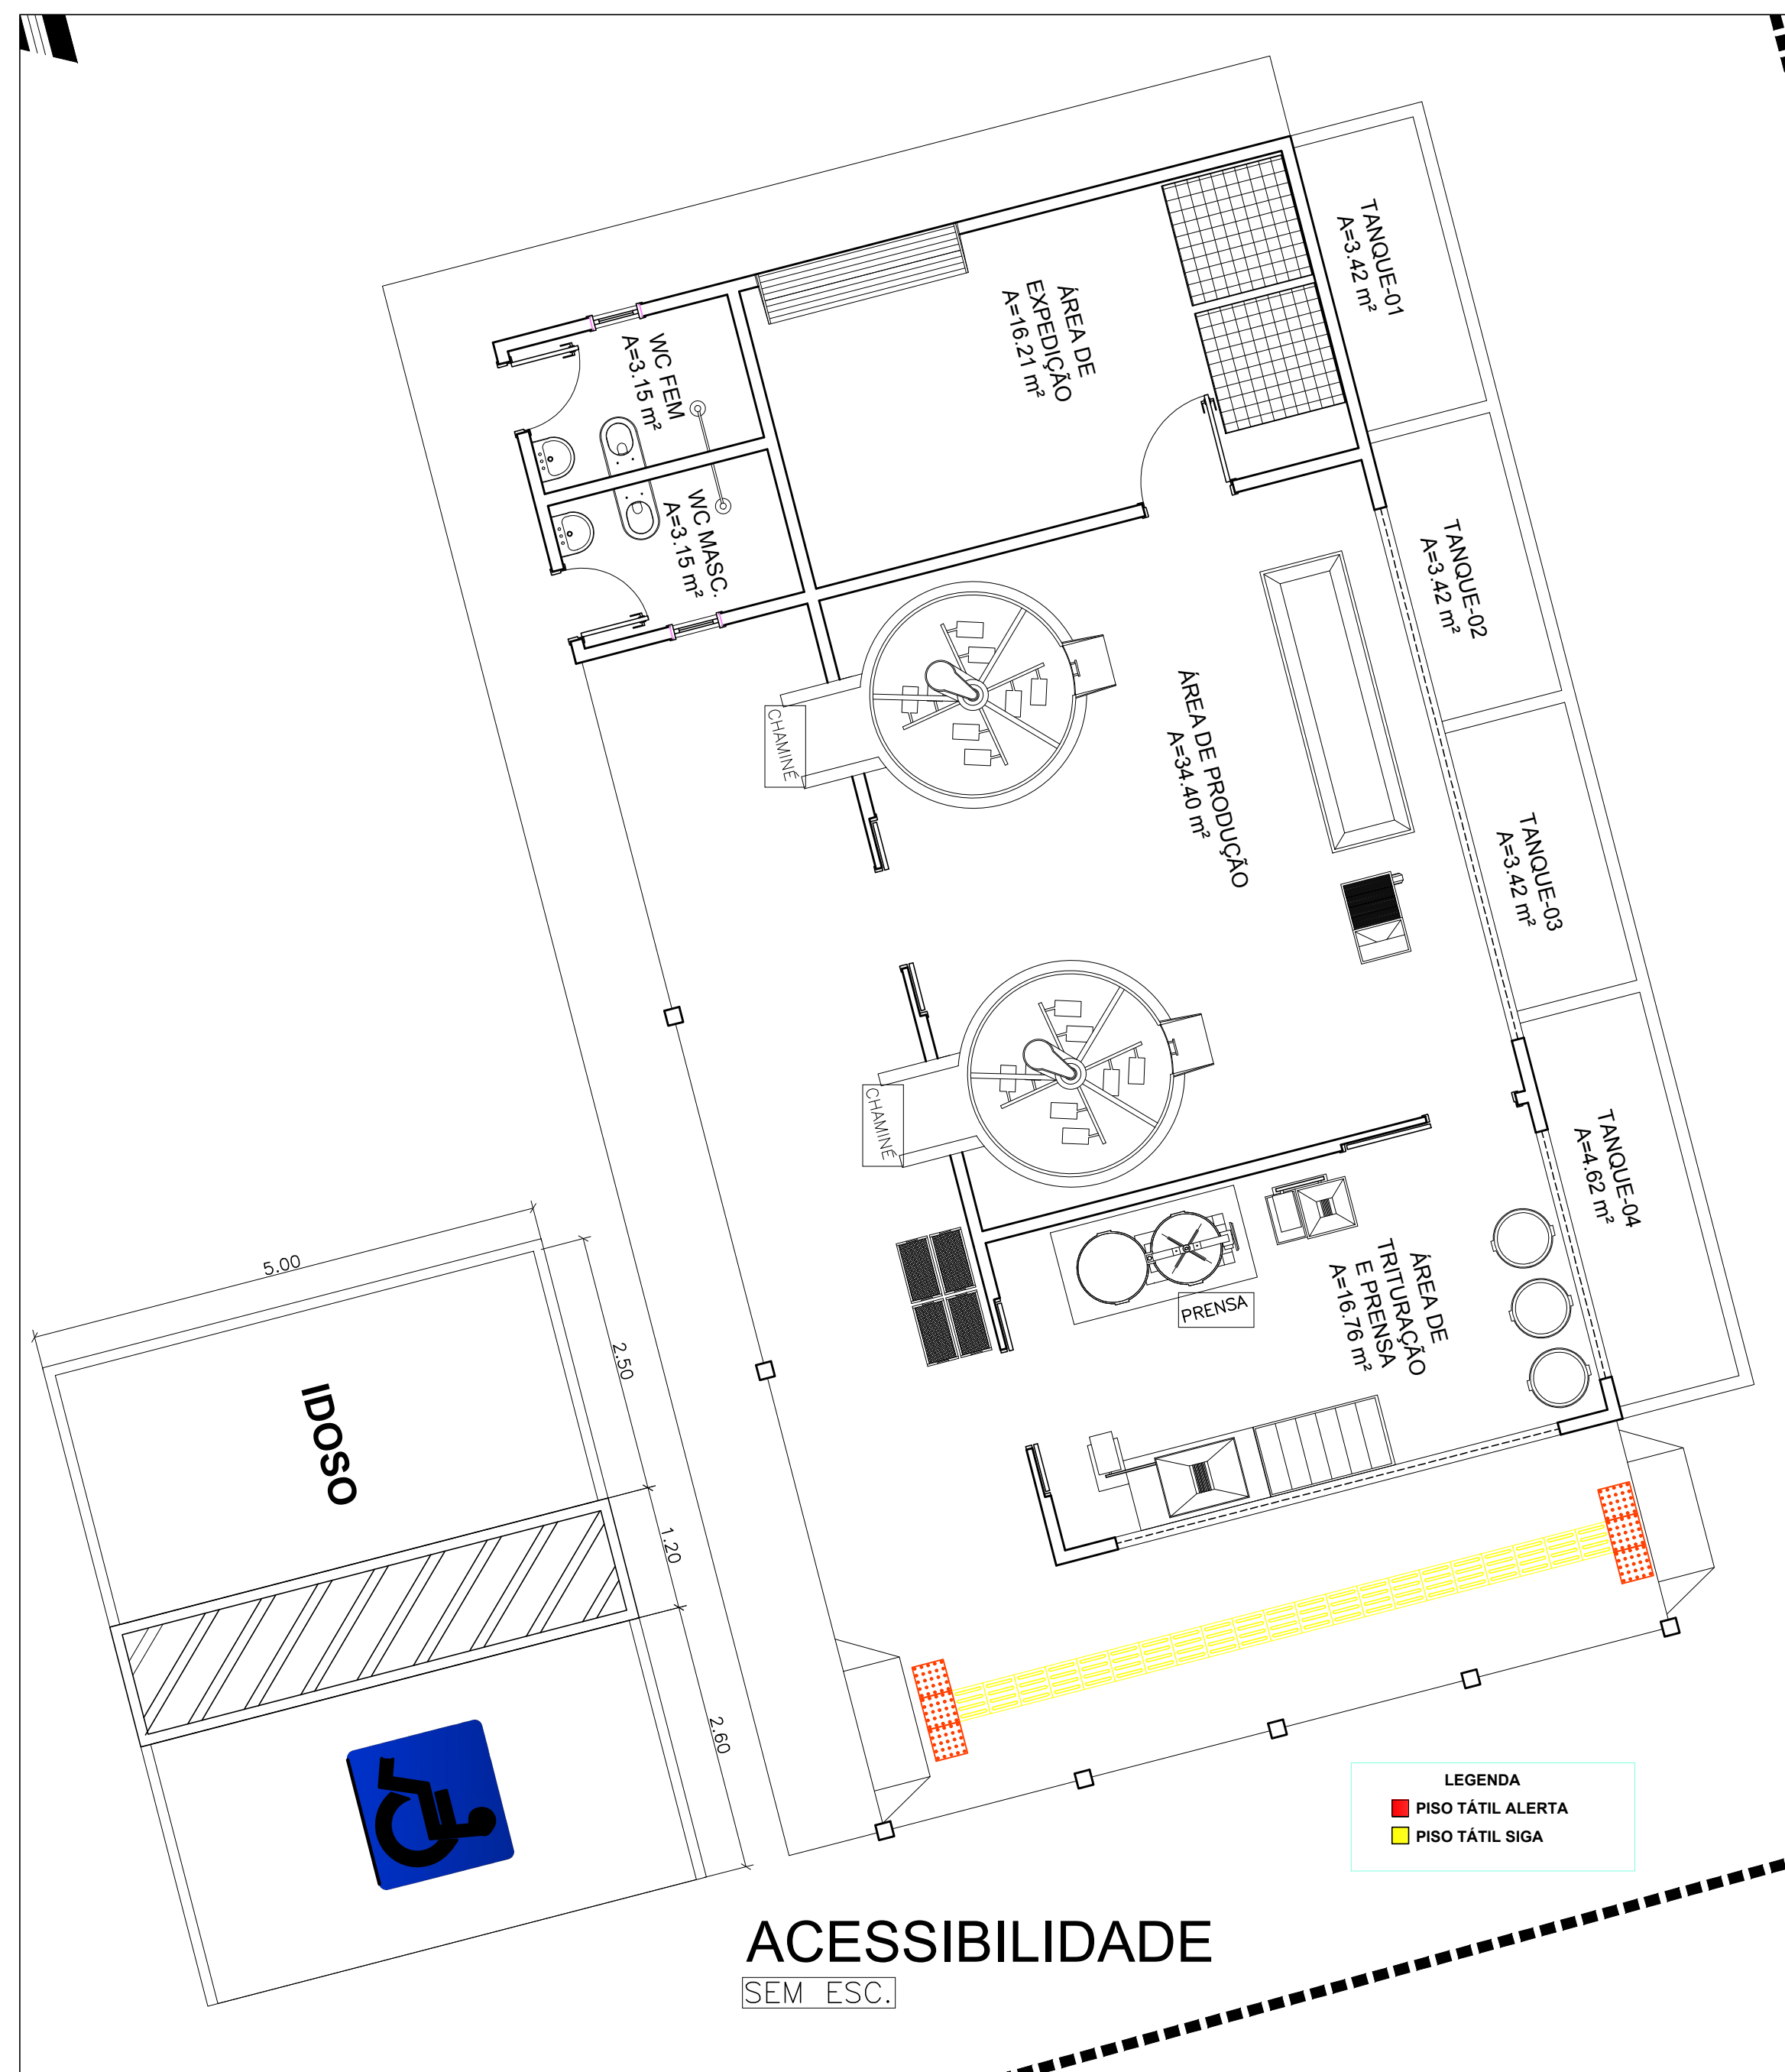 TANQUE-01
A=3.42 m²
ÁREA DE
EXPEDIÇÃO
A=16.21 m²
WC FEM
A=3.15 m²
WC MASC.
A=3.15 m²
TANQUE-02
A=3.42 m²
ÁREA DE PRODUÇÃO
A=34.40 m²
CHAMINÉ
TANQUE-03
A=3.42 m²
CHAMINÉ
TANQUE-04
A=4.62 m²
ÁREA DE
TRITURAÇÃO
E PRENSA
A=16.76 m²
PRENSA
5.00
2.50
IDOSO
1.20
2.60
LEGENDA
PISO TÁTIL ALERTA
PISO TÁTIL SIGA
ACESSIBILIDADE
SEM ESC.